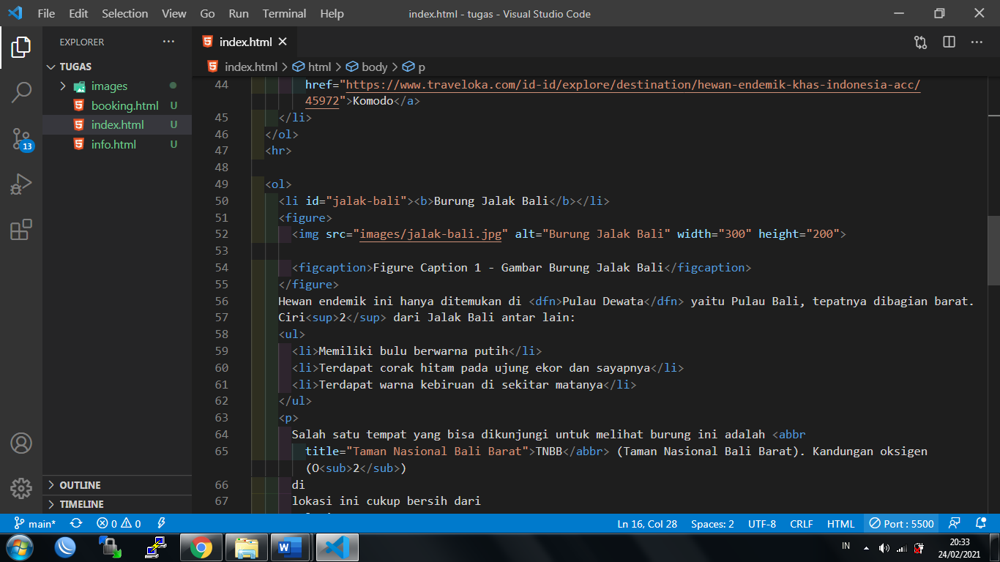 File Edit Selection View Go Run Terminal Help index.html - tugas - Visual Studio Code
EXPLORER
TUGAS
images
booking.html U
index.html U
info.html U
13
OUTLINE
TIMELINE
index.html
index.html > html > body > p
44 href="https://www.traveloka.com/id-id/explore/destination/hewan-endemik-khas-indonesia-acc/
45972">Komodo</a>
45 </li>
46 </ol>
47 <hr>
48
49 <ol>
50 <li id="jalak-bali"><b>Burung Jalak Bali</b></li>
51 <figure>
52 <img src="images/jalak-bali.jpg" alt="Burung Jalak Bali" width="300" height="200">
53
54 <figcaption>Figure Caption 1 - Gambar Burung Jalak Bali</figcaption>
55 </figure>
56 Hewan endemik ini hanya ditemukan di <dfn>Pulau Dewata</dfn> yaitu Pulau Bali, tepatnya dibagian barat.
57 Ciri<sup>2</sup> dari Jalak Bali antar lain:
58 <ul>
59 <li>Memiliki bulu berwarna putih</li>
60 <li>Terdapat corak hitam pada ujung ekor dan sayapnya</li>
61 <li>Terdapat warna kebiruan di sekitar matanya</li>
62 </ul>
63 <p>
64 Salah satu tempat yang bisa dikunjungi untuk melihat burung ini adalah <abbr
65 title="Taman Nasional Bali Barat">TNBB</abbr> (Taman Nasional Bali Barat). Kandungan oksigen
(O<sub>2</sub>)
66 di
67 lokasi ini cukup bersih dari
main* 0 0 Ln 16, Col 28 Spaces: 2 UTF-8 CRLF HTML Port : 5500
IN 20:33
24/02/2021